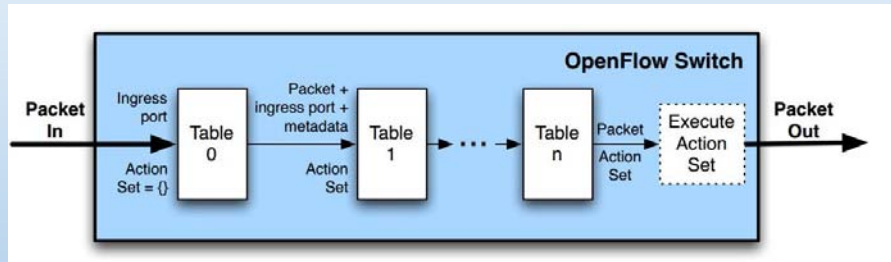 OpenFlow Switch
Packet
In
Ingress
port
Action
Set = {}
Table
0
Packet +
ingress port +
metadata
Action
Set
Table
1
...
Table
n
Packet
Action
Set
Execute
Action
Set
Packet
Out